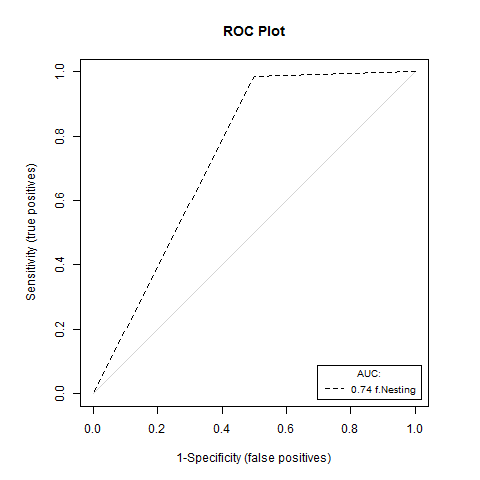 ROC Plot
Sensitivity (true positives)
1.0
0.8
0.6
0.4
0.2
0.0
AUC:
0.74 f.Nesting
0.0 0.2 0.4 0.6 0.8 1.0
1-Specificity (false positives)